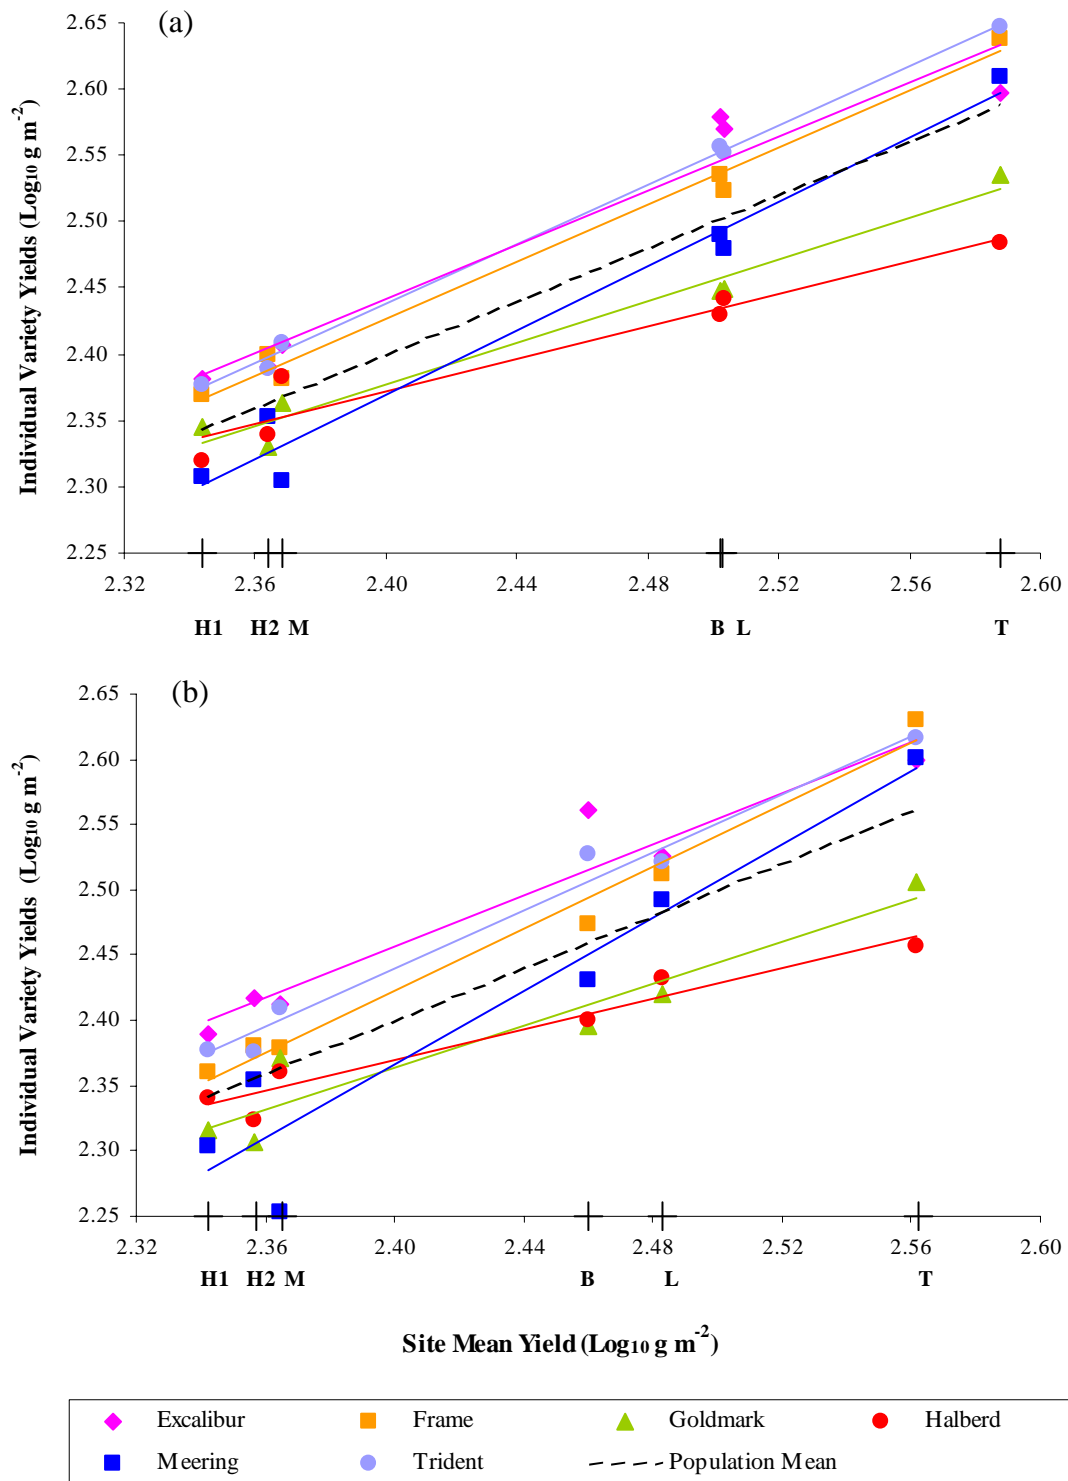 (a)
Individual Variety Yields (Log10 g m-2)
2.65
2.60
2.55
2.50
2.45
2.40
2.35
2.30
2.25
2.32 2.36 2.40 2.44 2.48 2.52 2.56 2.60
H1 H2 M B L T
(b)
Individual Variety Yields (Log10 g m-2)
2.65
2.60
2.55
2.50
2.45
2.40
2.35
2.30
2.25
2.32 2.36 2.40 2.44 2.48 2.52 2.56 2.60
H1 H2 M B L T
Site Mean Yield (Log10 g m-2)
Excalibur Frame Goldmark Halberd
Meering Trident Population Mean